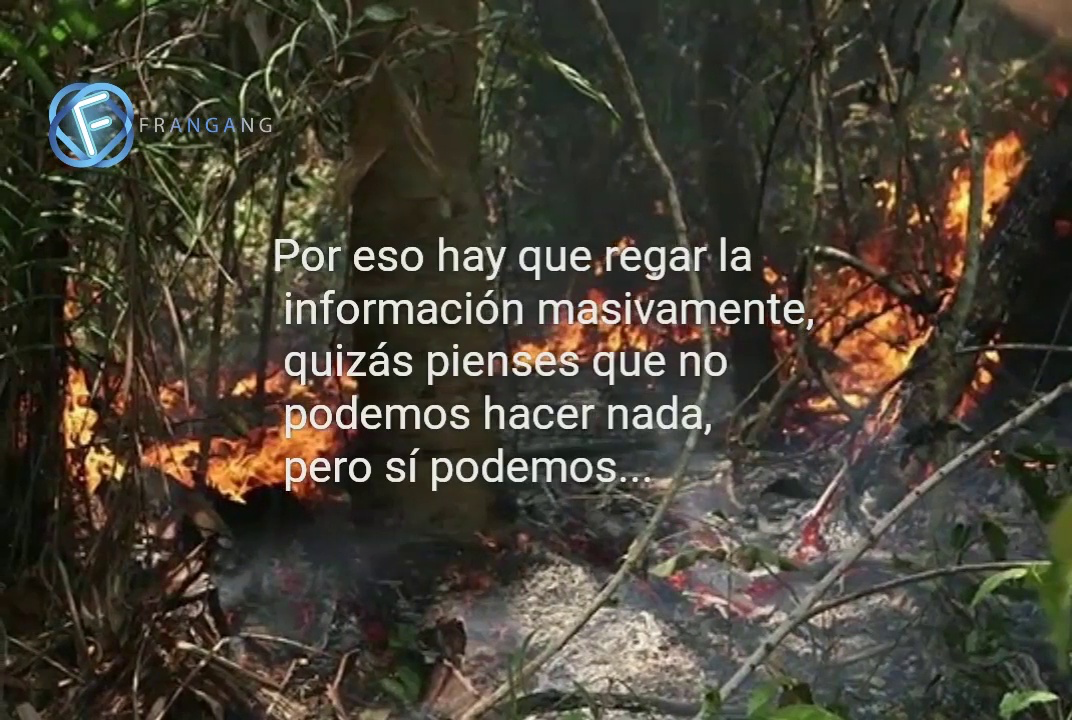 FRANGANG
Por eso hay que regar la
información masivamente,
quizás pienses que no
podemos hacer nada,
pero sí podemos...